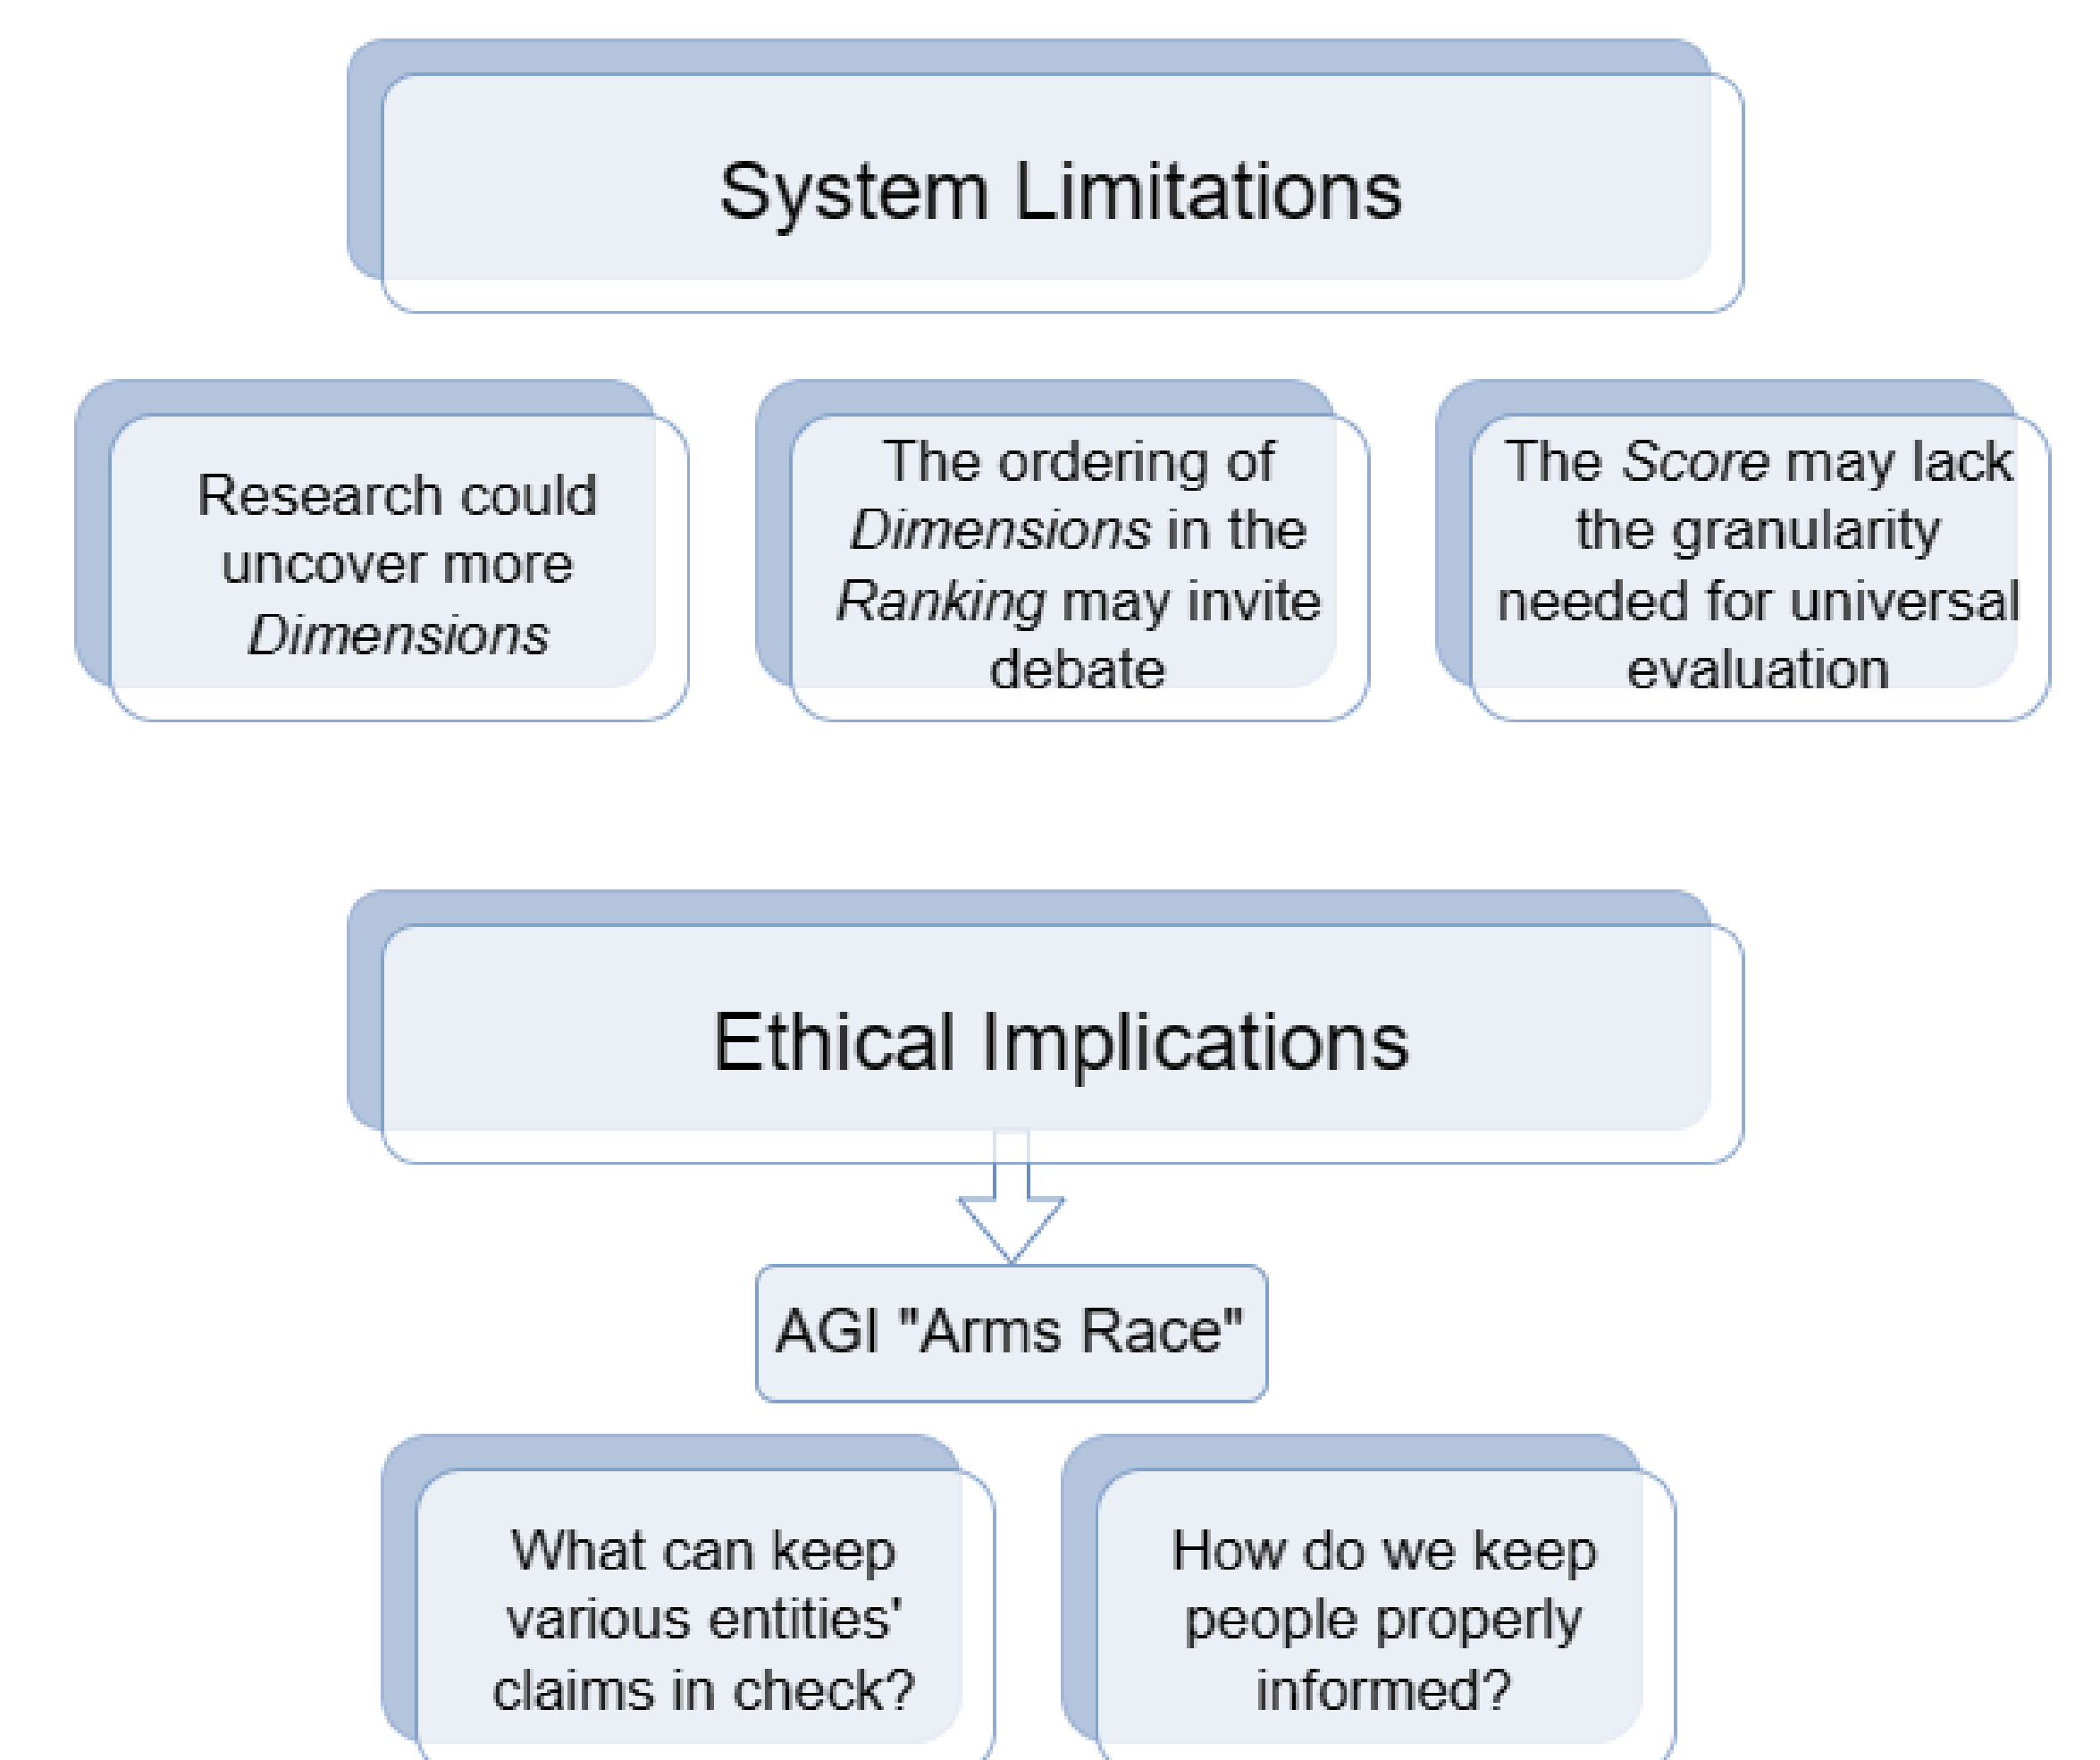 System Limitations
Research could
uncover more
Dimensions
The ordering of
Dimensions in the
Ranking may invite
debate
The Score may lack
the granularity
needed for universal
evaluation
Ethical Implications
AGI "Arms Race"
What can keep
various entities'
claims in check?
How do we keep
people properly
informed?